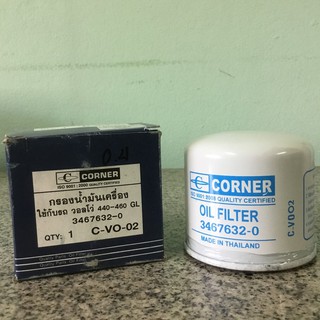 C CORNER
ISO 9001 : 2008 QUALITY CERTIFIED
กรองน้ำมันเครื่อง
ใช้กับรถ วอลโว่ 440-460 GL
3467632-0
QTY: 1 C-VO-02
C CORNER
ISO 9001:2008 QUALITY CERTIFIED
OIL FILTER
3467632-0
MADE IN THAILAND
C-VO02